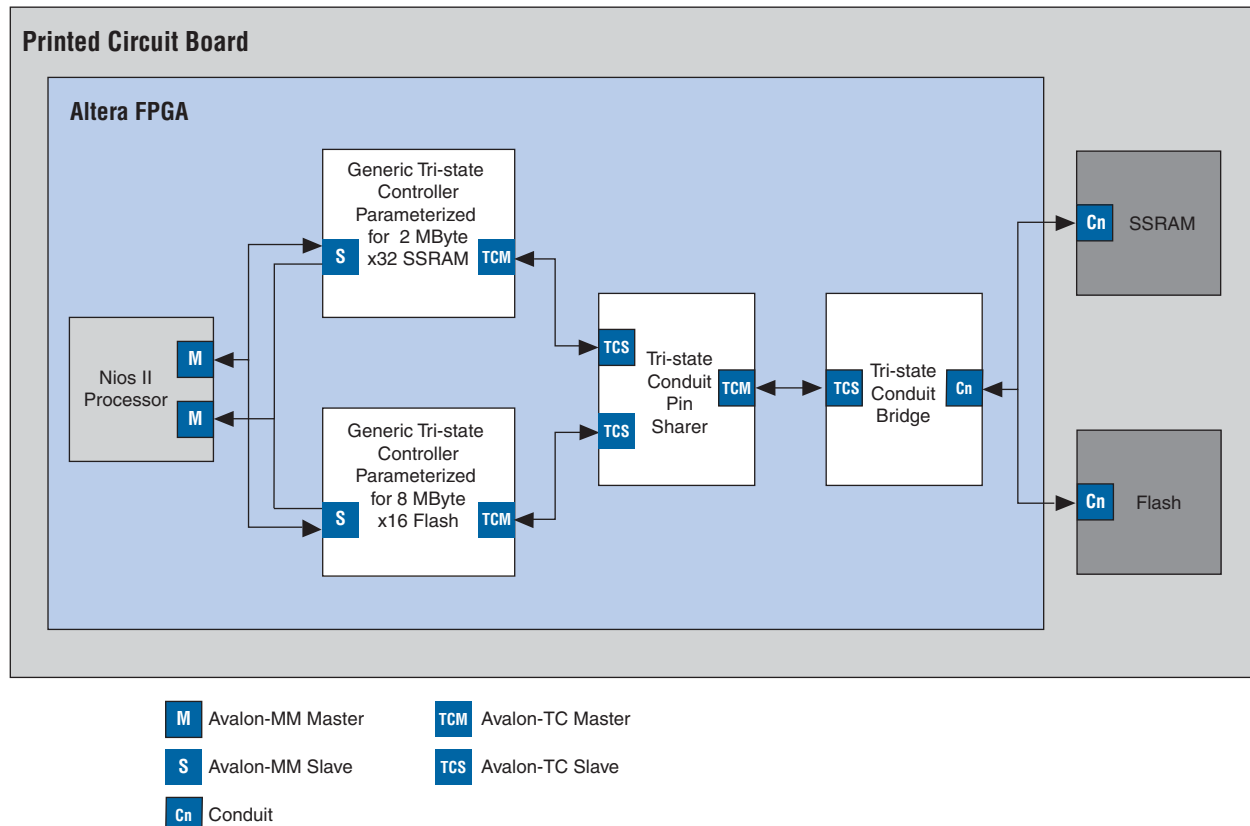 Printed Circuit Board
Altera FPGA
Generic Tri-state
Controller
Parameterized
for 2 MByte
x32 SSRAM
S
TCM
Cn
SSRAM
Nios II
Processor
M
M
TCS
TCS
Tri-state
Conduit
Pin
Sharer
TCM
TCS
Tri-state
Conduit
Bridge
Cn
Generic Tri-state
Controller
Parameterized
for 8 MByte
x16 Flash
S
TCM
Cn
Flash
M Avalon-MM Master
TCM Avalon-TC Master
S Avalon-MM Slave
TCS Avalon-TC Slave
Cn Conduit